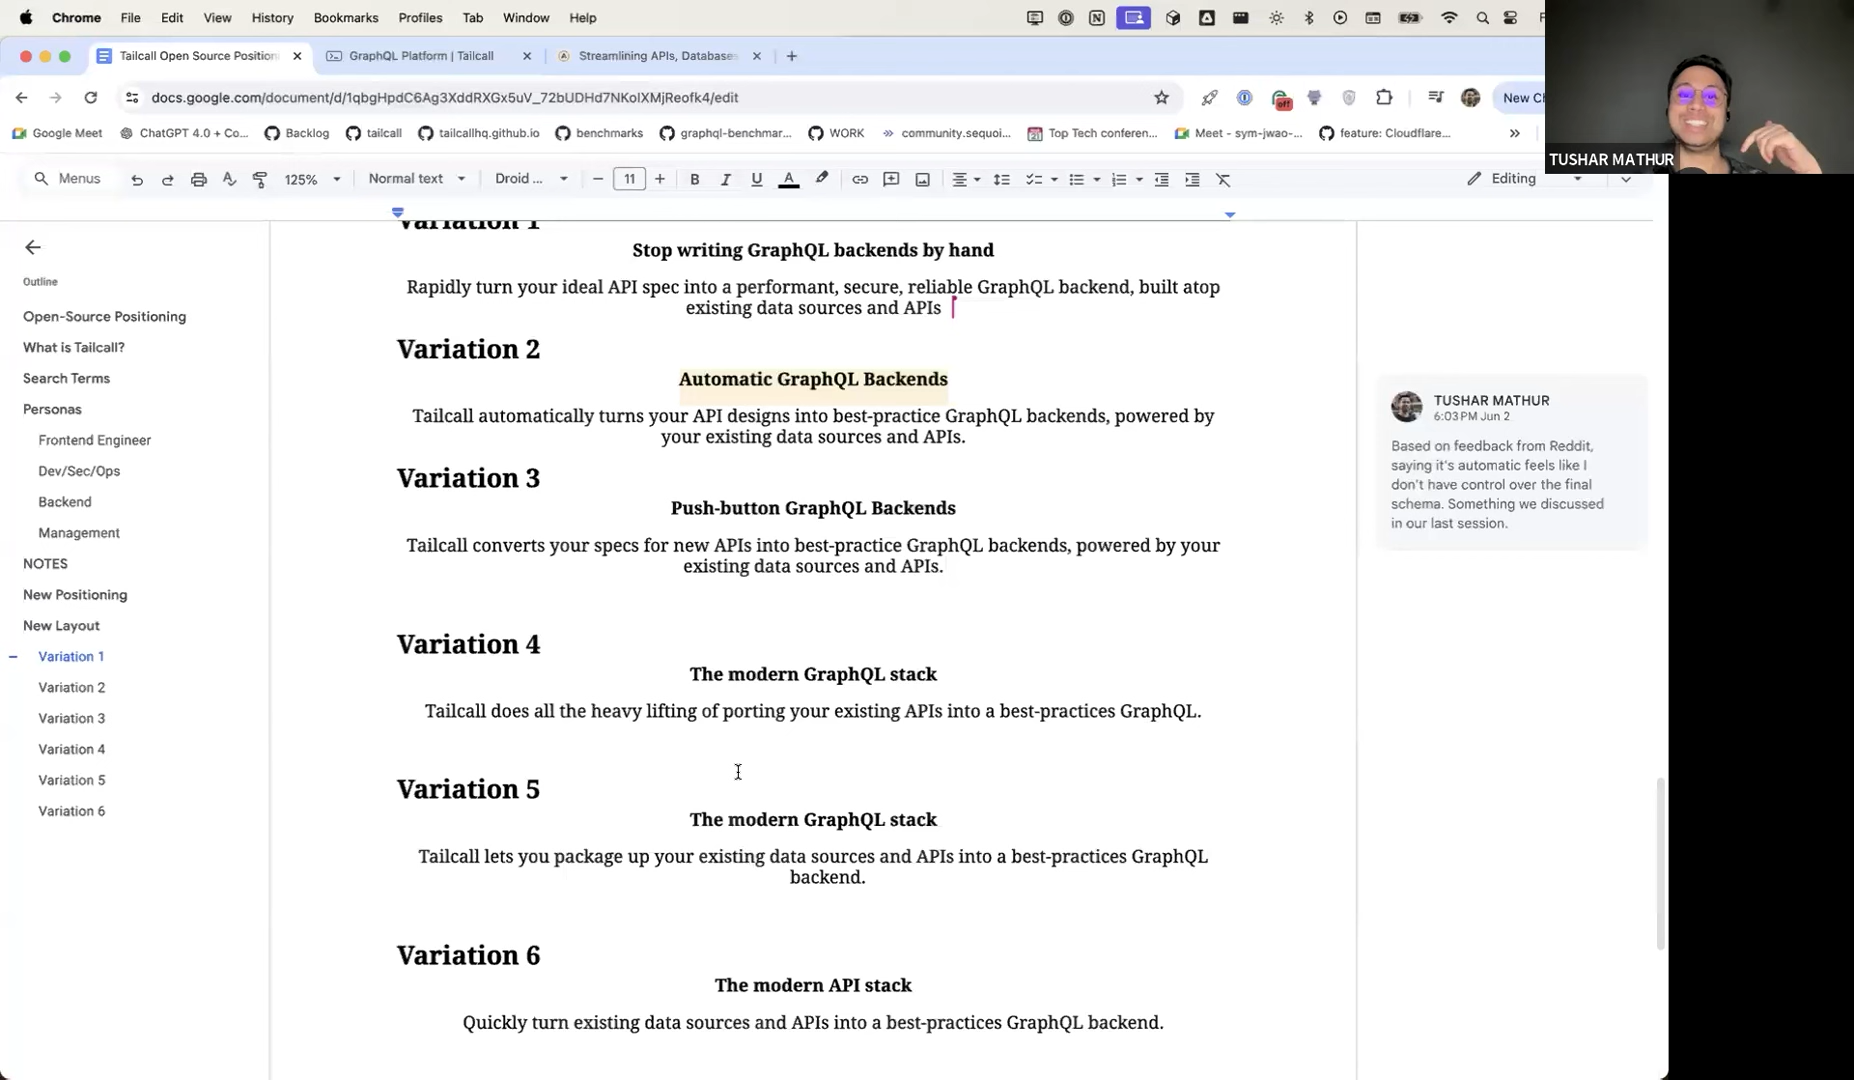 Chrome File Edit View History Bookmarks Profiles Tab Window Help
Tailcall Open Source Position
GraphQL Platform | Tailcall
Streamlining APIs, Databases
docs.google.com/document/d/1qbgHpdC6Ag3XddRXGx5uV_72bUDHd7NKolXMjReofk4/edit
New Ch
Google Meet
ChatGPT 4.0 + Co...
Backlog
tailcall
tailcallhq.github.io
benchmarks
graphql-benchmar...
WORK
community.sequoi...
Top Tech conferen...
Meet - sym-jwao-...
feature: Cloudflare...
TUSHAR MATHUR
Menus
125%
Normal text
Droid ...
11
Editing
Outline
Open-Source Positioning
What is Tailcall?
Search Terms
Personas
Frontend Engineer
Dev/Sec/Ops
Backend
Management
NOTES
New Positioning
New Layout
Variation 1
Variation 2
Variation 3
Variation 4
Variation 5
Variation 6
Variation 1
Stop writing GraphQL backends by hand
Rapidly turn your ideal API spec into a performant, secure, reliable GraphQL backend, built atop
existing data sources and APIs
Variation 2
Automatic GraphQL Backends
Tailcall automatically turns your API designs into best-practice GraphQL backends, powered by
your existing data sources and APIs.
Variation 3
Push-button GraphQL Backends
Tailcall converts your specs for new APIs into best-practice GraphQL backends, powered by your
existing data sources and APIs.
Variation 4
The modern GraphQL stack
Tailcall does all the heavy lifting of porting your existing APIs into a best-practices GraphQL.
Variation 5
The modern GraphQL stack
Tailcall lets you package up your existing data sources and APIs into a best-practices GraphQL
backend.
Variation 6
The modern API stack
Quickly turn existing data sources and APIs into a best-practices GraphQL backend.
TUSHAR MATHUR
6:03 PM Jun 2
Based on feedback from Reddit,
saying it's automatic feels like I
don't have control over the final
schema. Something we discussed
in our last session.